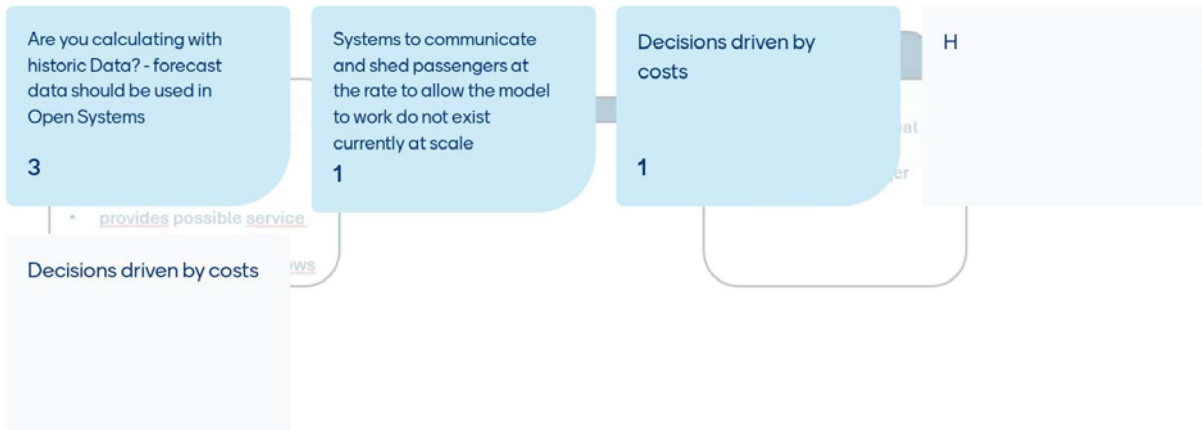 Are you calculating with
historic Data? - forecast
data should be used in
Open Systems
3
Systems to communicate
and shed passengers at
the rate to allow the model
to work do not exist
currently at scale
1
Decisions driven by
costs
1
H
provides possible service
Decisions driven by costs